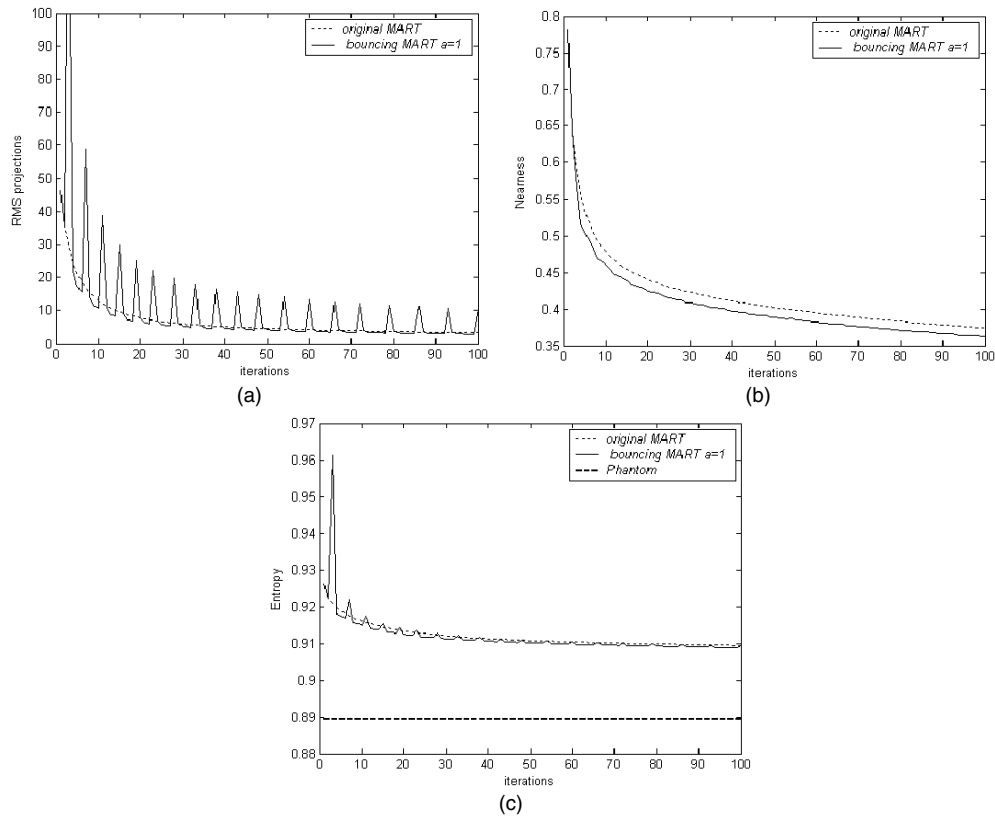 100
90
80
70
60
50
40
30
20
10
0
RMS projections
0 10 20 30 40 50 60 70 80 90 100
iterations
original MART
bouncing MART a=1
(a)
0.8
0.75
0.7
0.65
0.6
0.55
0.5
0.45
0.4
0.35
Nearness
0 10 20 30 40 50 60 70 80 90 100
iterations
original MART
bouncing MART a=1
(b)
0.97
0.96
0.95
0.94
0.93
0.92
0.91
0.9
0.89
0.88
Entropy
0 10 20 30 40 50 60 70 80 90 100
iterations
original MART
bouncing MART a=1
Phantom
(c)